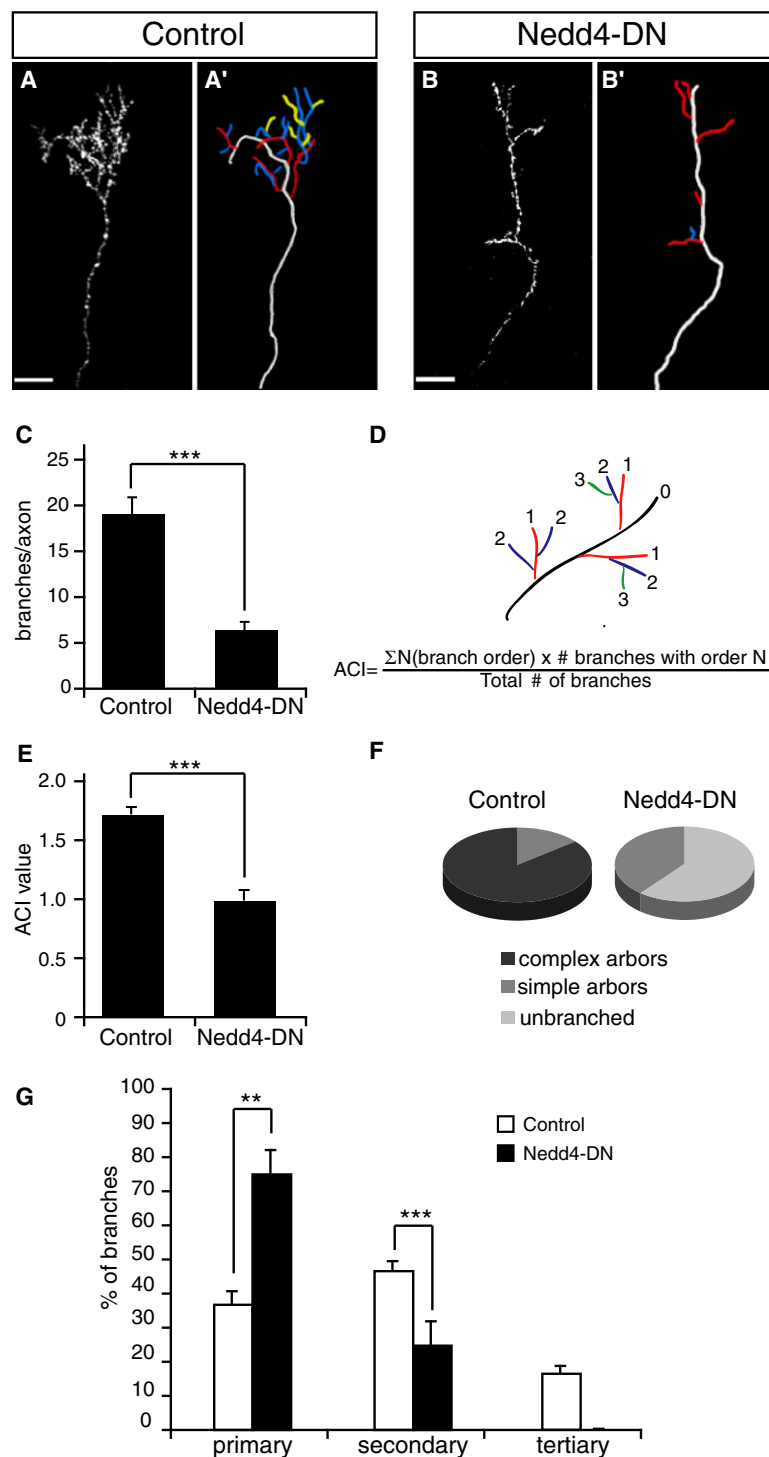 Control
Nedd4-DN
A
A'
B
B'
C
25
20
15
10
5
0
branches/axon
***
Control
Nedd4-DN
D
2
1
2
3
2
1
0
1
2
3
ACI=
ΣN(branch order) x # branches with order N
Total # of branches
E
2.0
1.5
1.0
0.5
0
ACI value
***
Control
Nedd4-DN
F
Control
Nedd4-DN
complex arbors
simple arbors
unbranched
G
100
90
80
70
60
50
40
30
20
10
0
% of branches
**
***
Control
Nedd4-DN
primary
secondary
tertiary